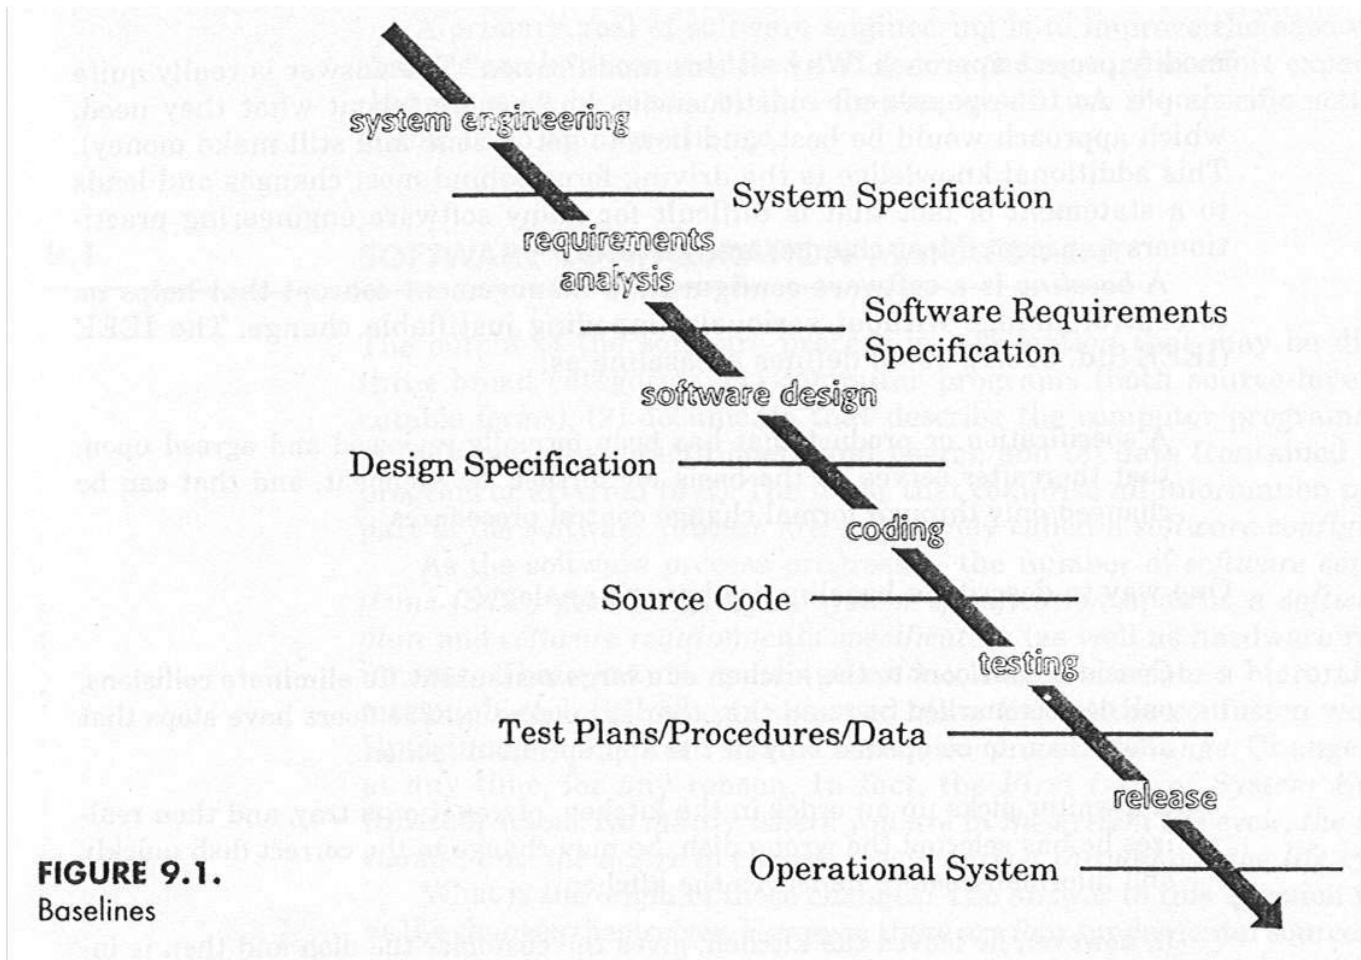 system engineering
System Specification
requirements
analysis
Software Requirements
Specification
software design
Design Specification
coding
Source Code
testing
Test Plans/Procedures/Data
release
Operational System
FIGURE 9.1.
Baselines